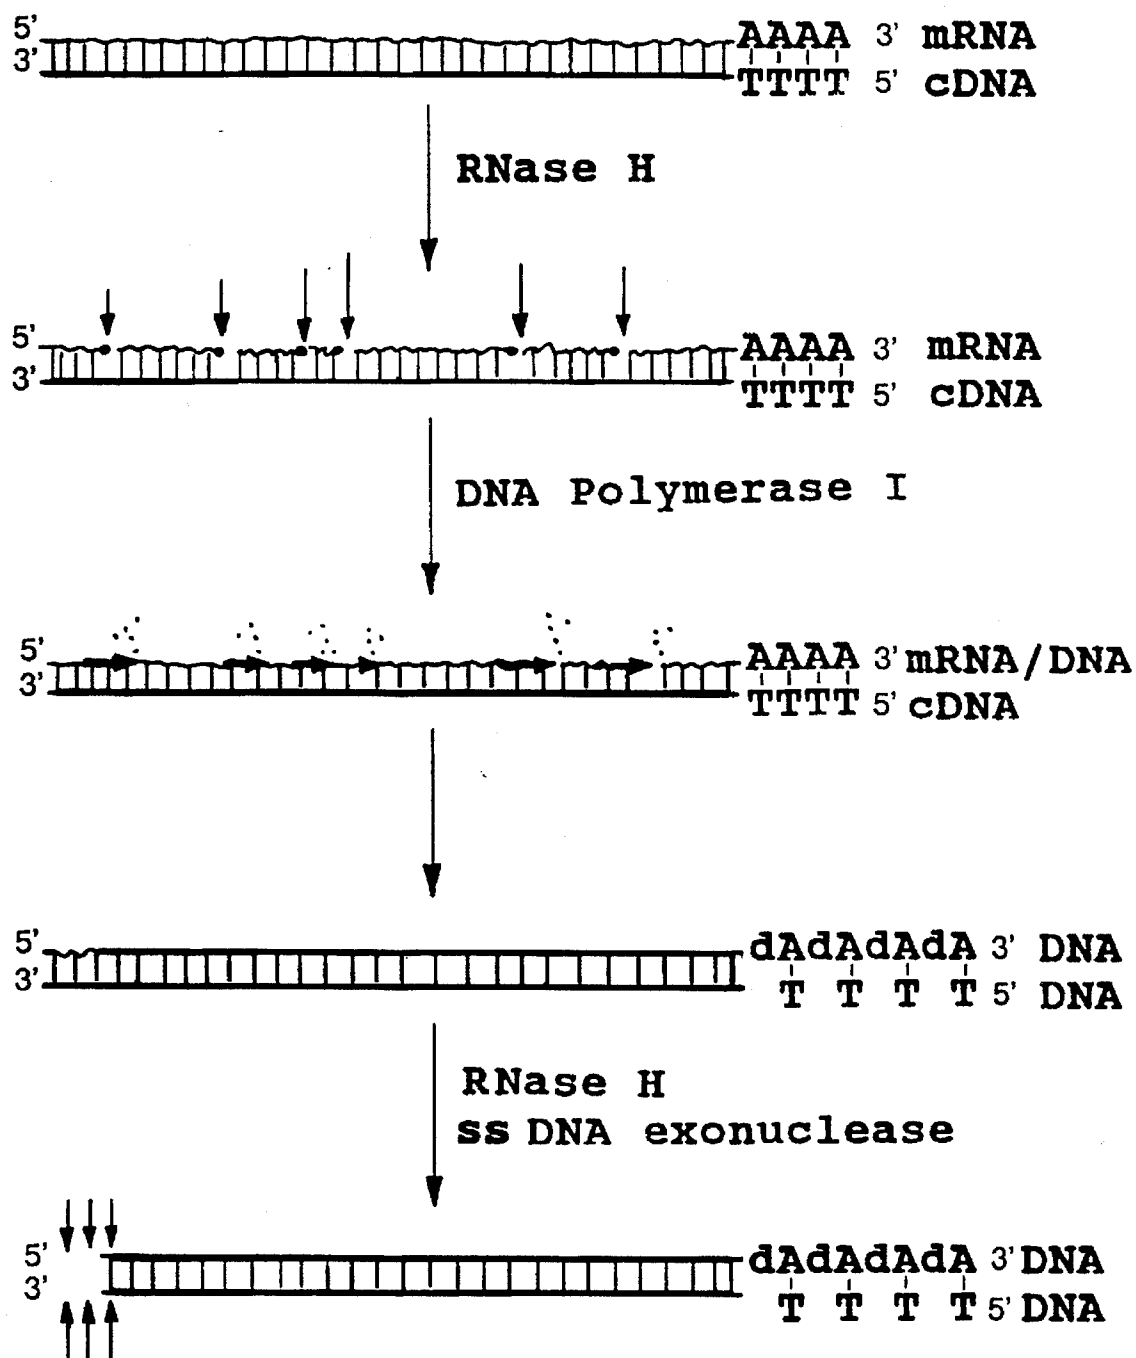 5' AAAA 3' mRNA
3' TTTT 5' cDNA
RNase H
5' AAAA 3' mRNA
3' TTTT 5' cDNA
DNA Polymerase I
5' AAAA 3' mRNA/DNA
3' TTTT 5' cDNA
5' dAdAdAdA 3' DNA
3' T T T T 5' DNA
RNase H
ss DNA exonuclease
5' dAdAdAdA 3' DNA
3' T T T T 5' DNA